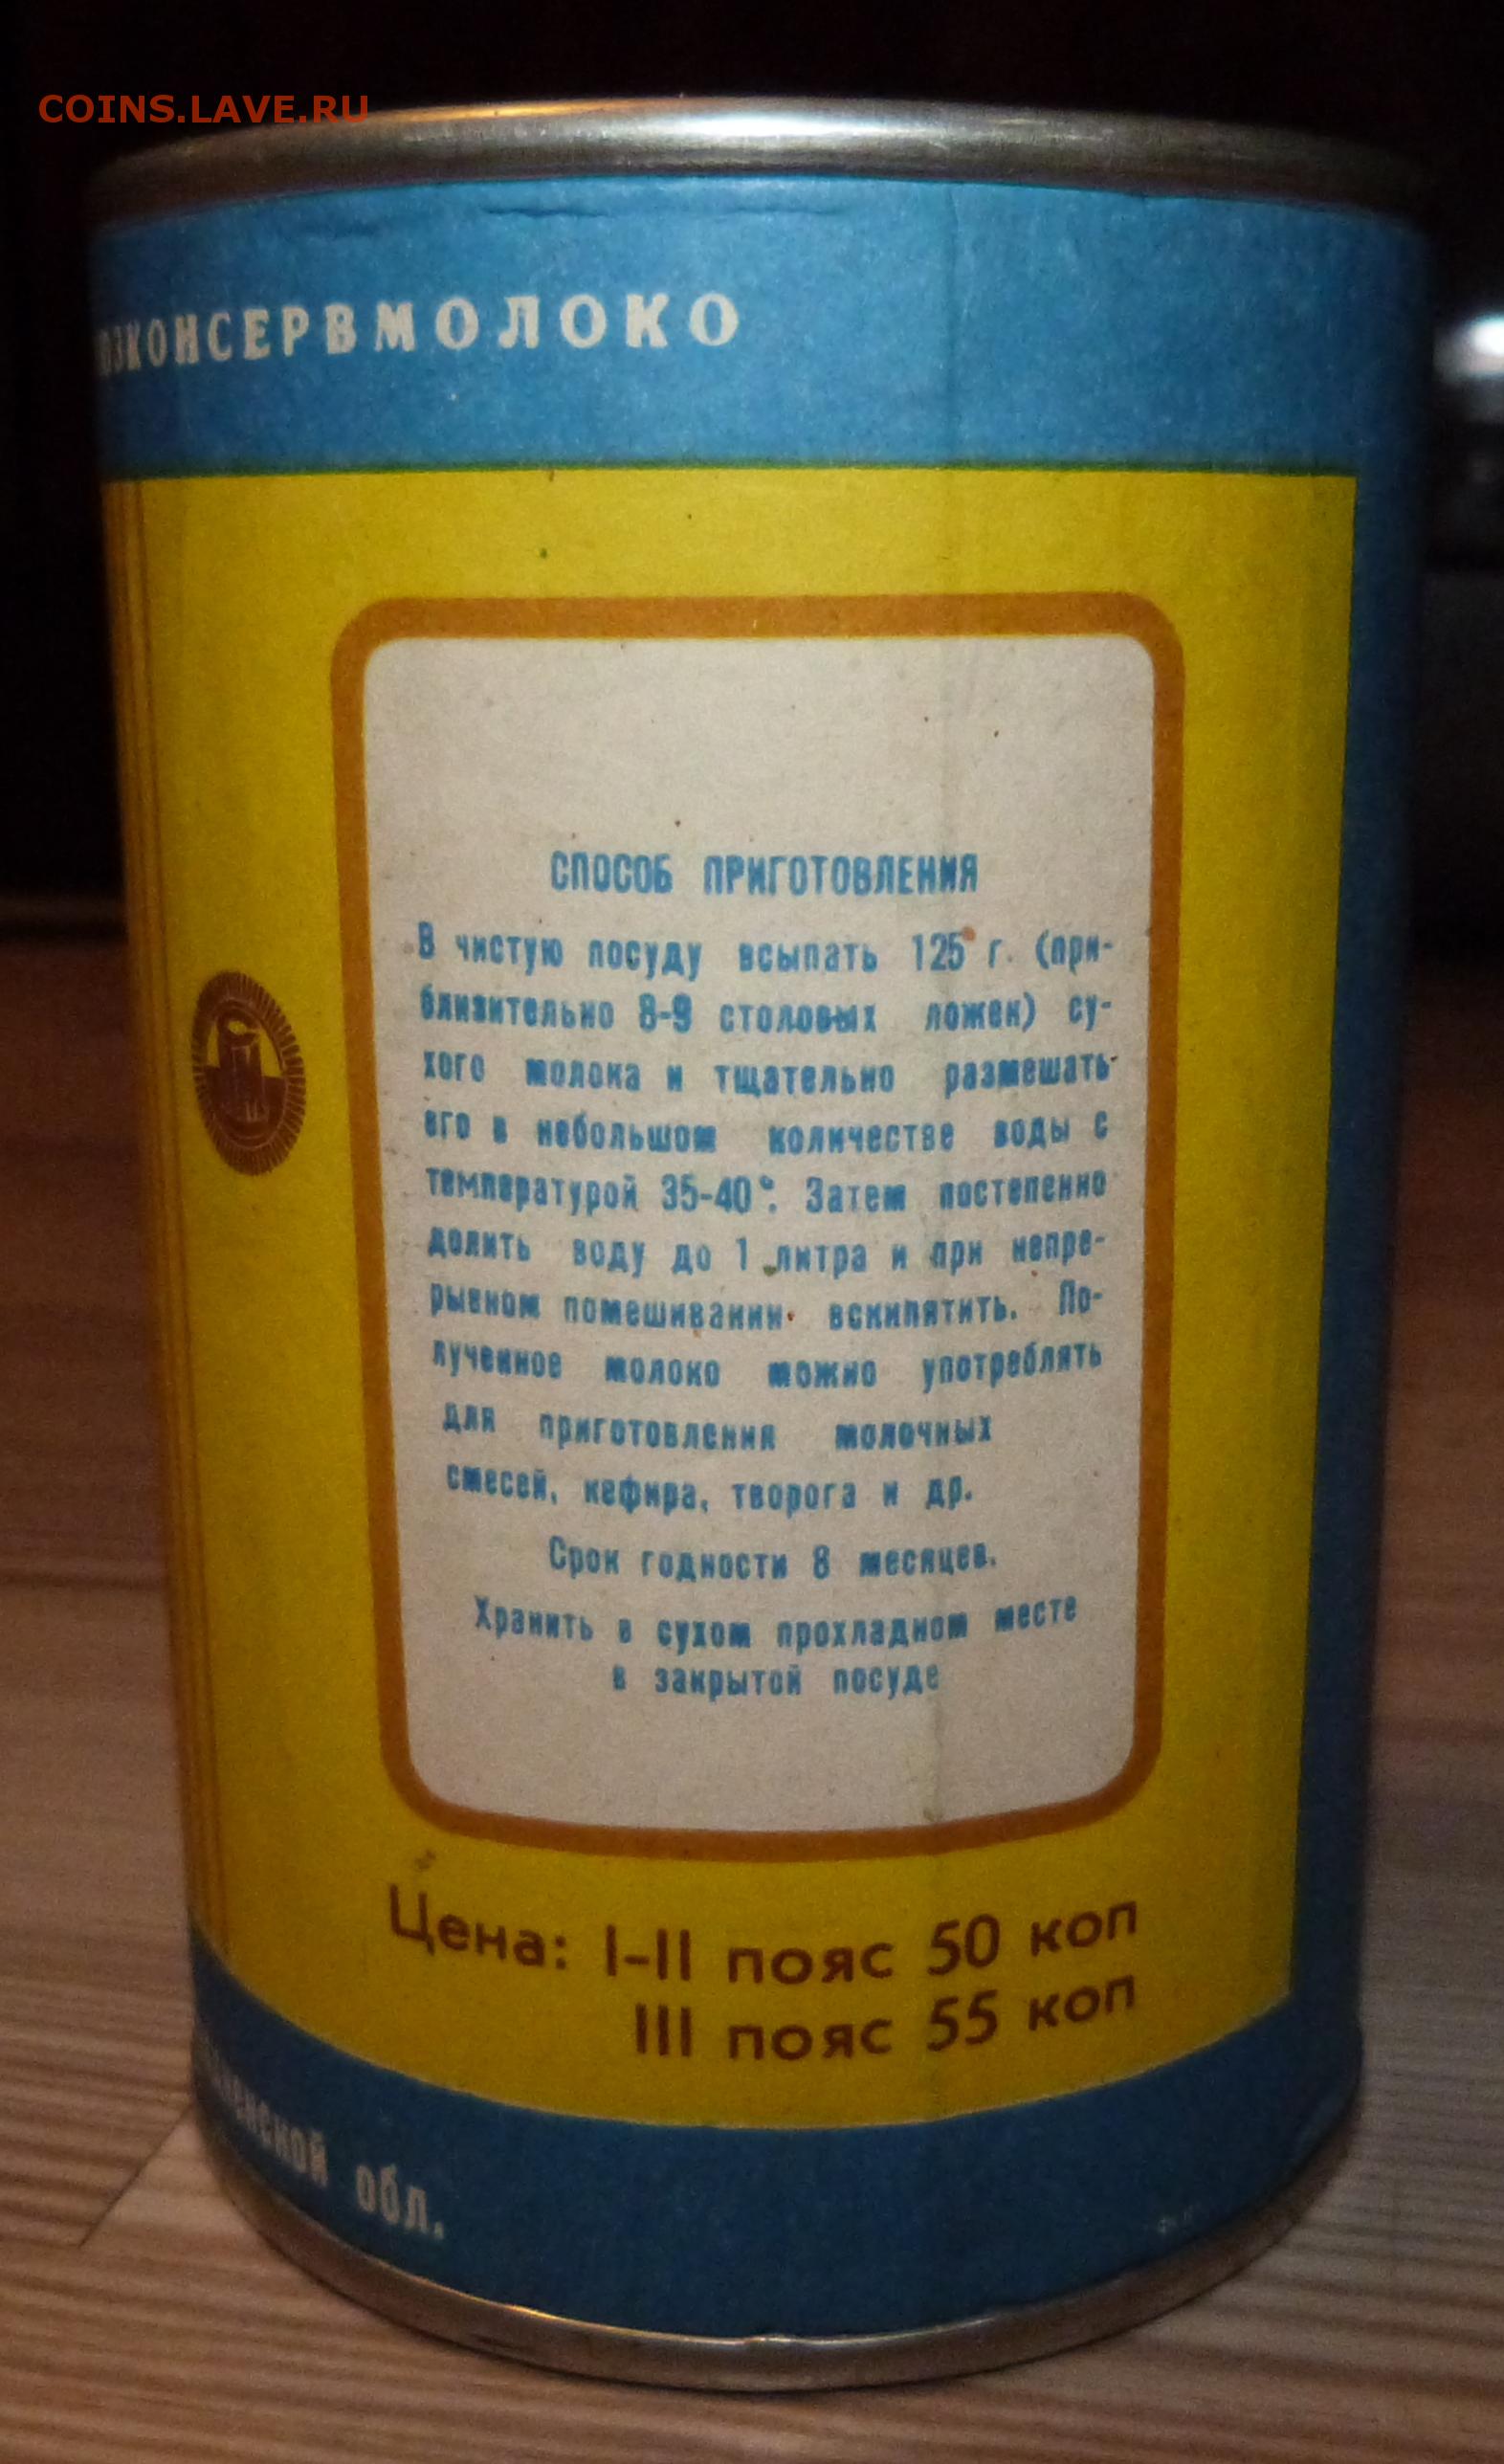 COINS.LAVE.RU
ОЗКОНСЕРВМОЛОКО
СПОСОБ ПРИГОТОВЛЕНИЯ
В чистую посуду всыпать 125 г. (при-
близительно 8-9 столовых ложек) су-
хого молока и тщательно размешать
его в небольшом количестве воды с
температурой 35-40°. Затем постепенно
долить воду до 1 литра и при непре-
рывном помешивании вскипятить. По-
лученное молоко можно употреблять
для приготовления молочных
смесей, кефира, творога и др.
Срок годности 8 месяцев.
Хранить в сухом прохладном месте
в закрытой посуде
Цена: I-II пояс 50 коп
III пояс 55 коп
обл.